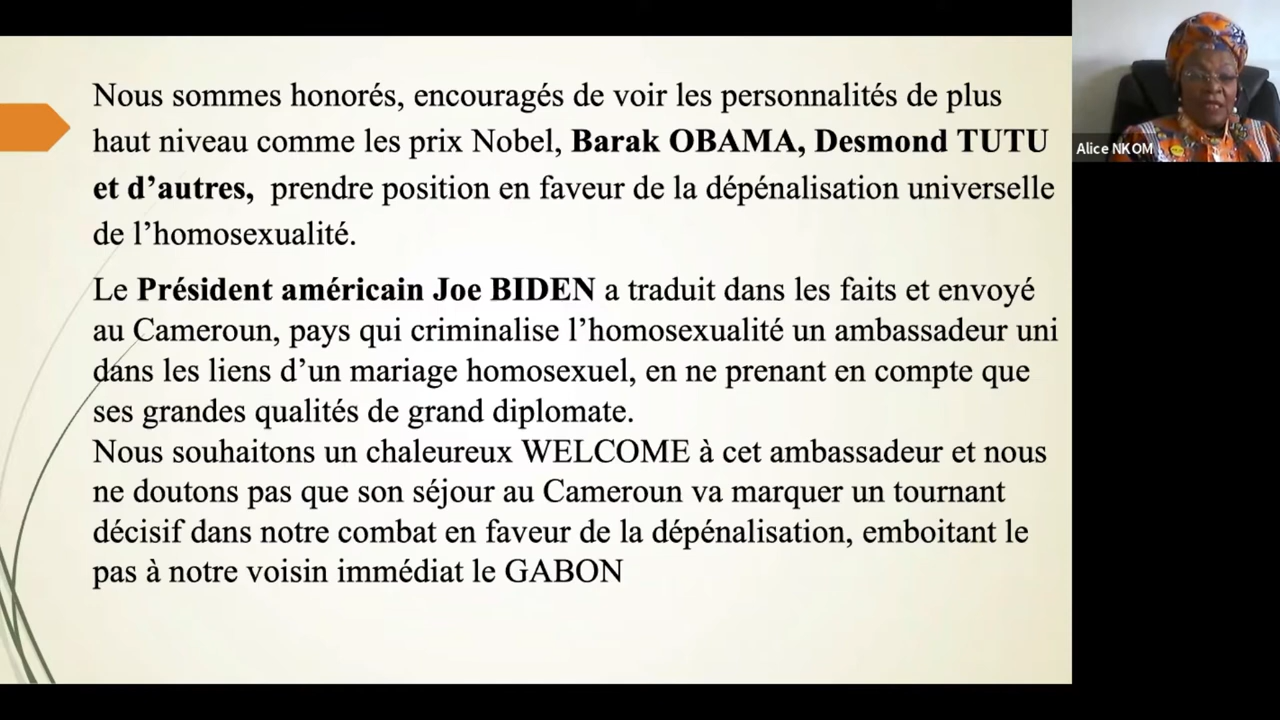 Nous sommes honorés, encouragés de voir les personnalités de plus
haut niveau comme les prix Nobel, Barak OBAMA, Desmond TUTU
et d’autres, prendre position en faveur de la dépénalisation universelle
de l’homosexualité.
Le Président américain Joe BIDEN a traduit dans les faits et envoyé
au Cameroun, pays qui criminalise l’homosexualité un ambassadeur uni
dans les liens d’un mariage homosexuel, en ne prenant en compte que
ses grandes qualités de grand diplomate.
Nous souhaitons un chaleureux WELCOME à cet ambassadeur et nous
ne doutons pas que son séjour au Cameroun va marquer un tournant
décisif dans notre combat en faveur de la dépénalisation, emboitant le
pas à notre voisin immédiat le GABON
Alice NKOM